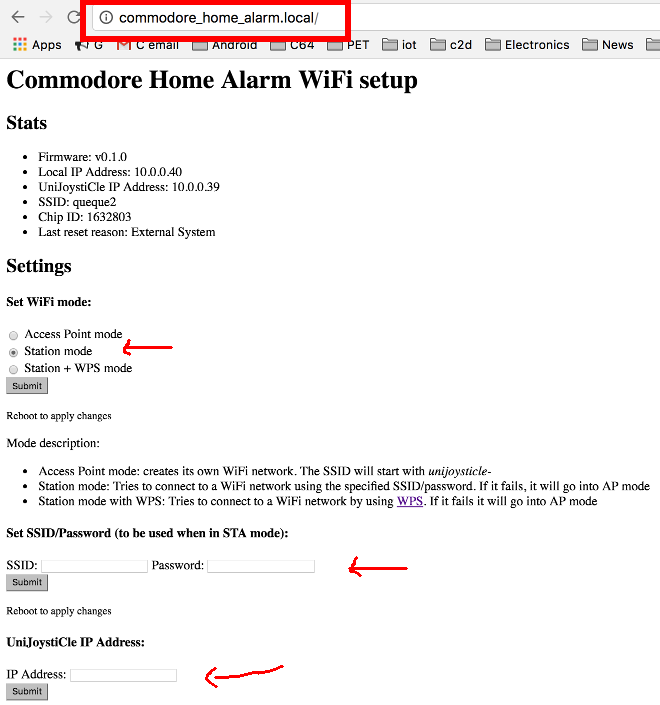 commodore_home_alarm.local/
Apps G C email Android C64 PET iot c2d Electronics News
Commodore Home Alarm WiFi setup
Stats
Firmware: v0.1.0
Local IP Address: 10.0.0.40
UniJoystiCle IP Address: 10.0.0.39
SSID: queque2
Chip ID: 1632803
Last reset reason: External System
Settings
Set WiFi mode:
Access Point mode
Station mode
Station + WPS mode
Submit
Reboot to apply changes
Mode description:
Access Point mode: creates its own WiFi network. The SSID will start with unijoysticle-
Station mode: Tries to connect to a WiFi network using the specified SSID/password. If it fails, it will go into AP mode
Station mode with WPS: Tries to connect to a WiFi network by using WPS. If it fails it will go into AP mode
Set SSID/Password (to be used when in STA mode):
SSID: Password:
Submit
Reboot to apply changes
UniJoystiCle IP Address:
IP Address:
Submit